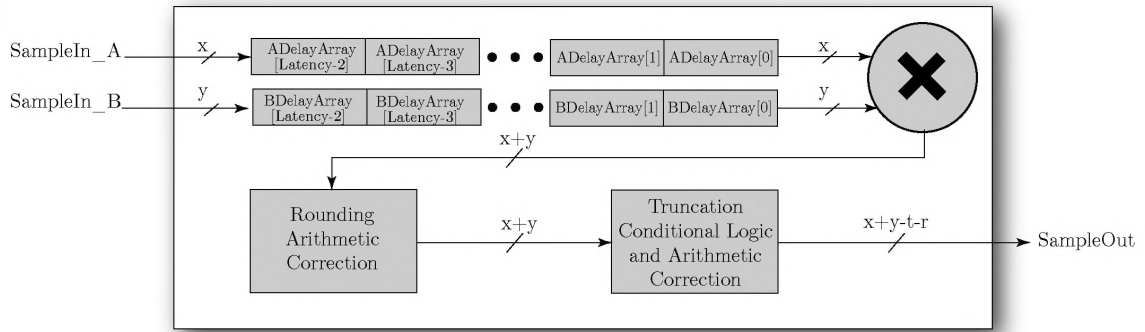 SampleIn_A
x
ADelayArray
[Latency-2]
ADelayArray
[Latency-3]
ADelayArray[1]
ADelayArray[0]
x
SampleIn_B
y
BDelayArray
[Latency-2]
BDelayArray
[Latency-3]
BDelayArray[1]
BDelayArray[0]
y
x+y
Rounding
Arithmetic
Correction
x+y
Truncation
Conditional Logic
and Arithmetic
Correction
x+y-t-r
SampleOut